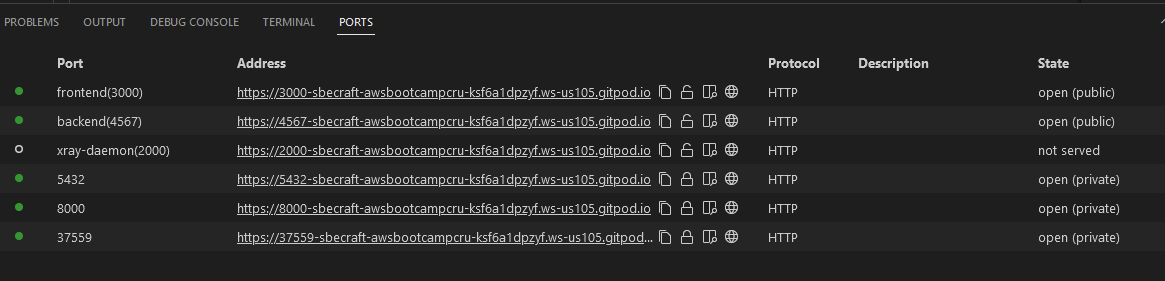 PROBLEMS OUTPUT DEBUG CONSOLE TERMINAL PORTS
Port Address Protocol Description State
frontend(3000) https://3000-sbecraft-awsbootcampcru-ksf6a1dpzyf.ws-us105.gitpod.io HTTP open (public)
backend(4567) https://4567-sbecraft-awsbootcampcru-ksf6a1dpzyf.ws-us105.gitpod.io HTTP open (public)
xray-daemon(2000) https://2000-sbecraft-awsbootcampcru-ksf6a1dpzyf.ws-us105.gitpod.io HTTP not served
5432 https://5432-sbecraft-awsbootcampcru-ksf6a1dpzyf.ws-us105.gitpod.io HTTP open (private)
8000 https://8000-sbecraft-awsbootcampcru-ksf6a1dpzyf.ws-us105.gitpod.io HTTP open (private)
37559 https://37559-sbecraft-awsbootcampcru-ksf6a1dpzyf.ws-us105.gitpod... HTTP open (private)